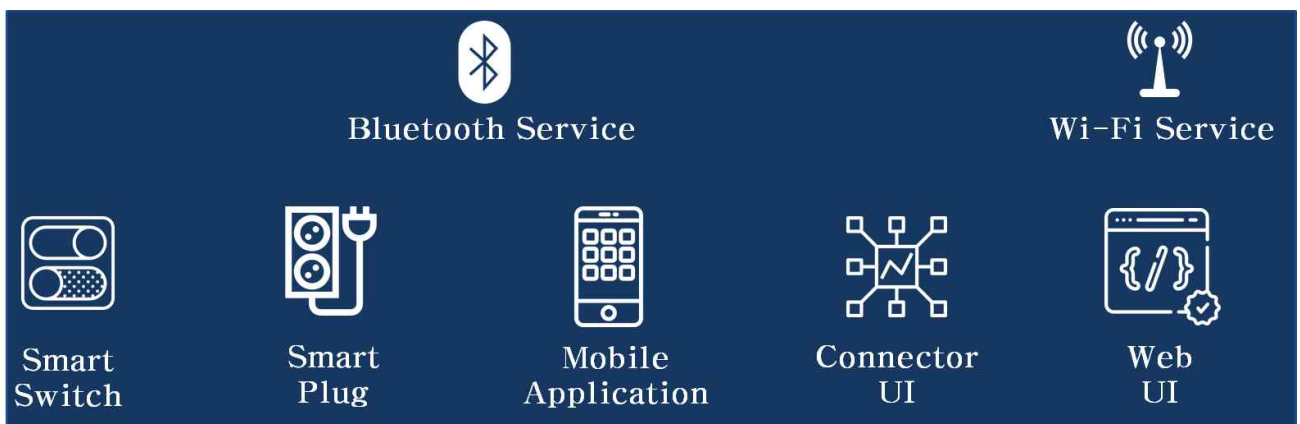 Bluetooth Service
Wi-Fi Service
Smart
Switch
Smart
Plug
Mobile
Application
Connector
UI
Web
UI